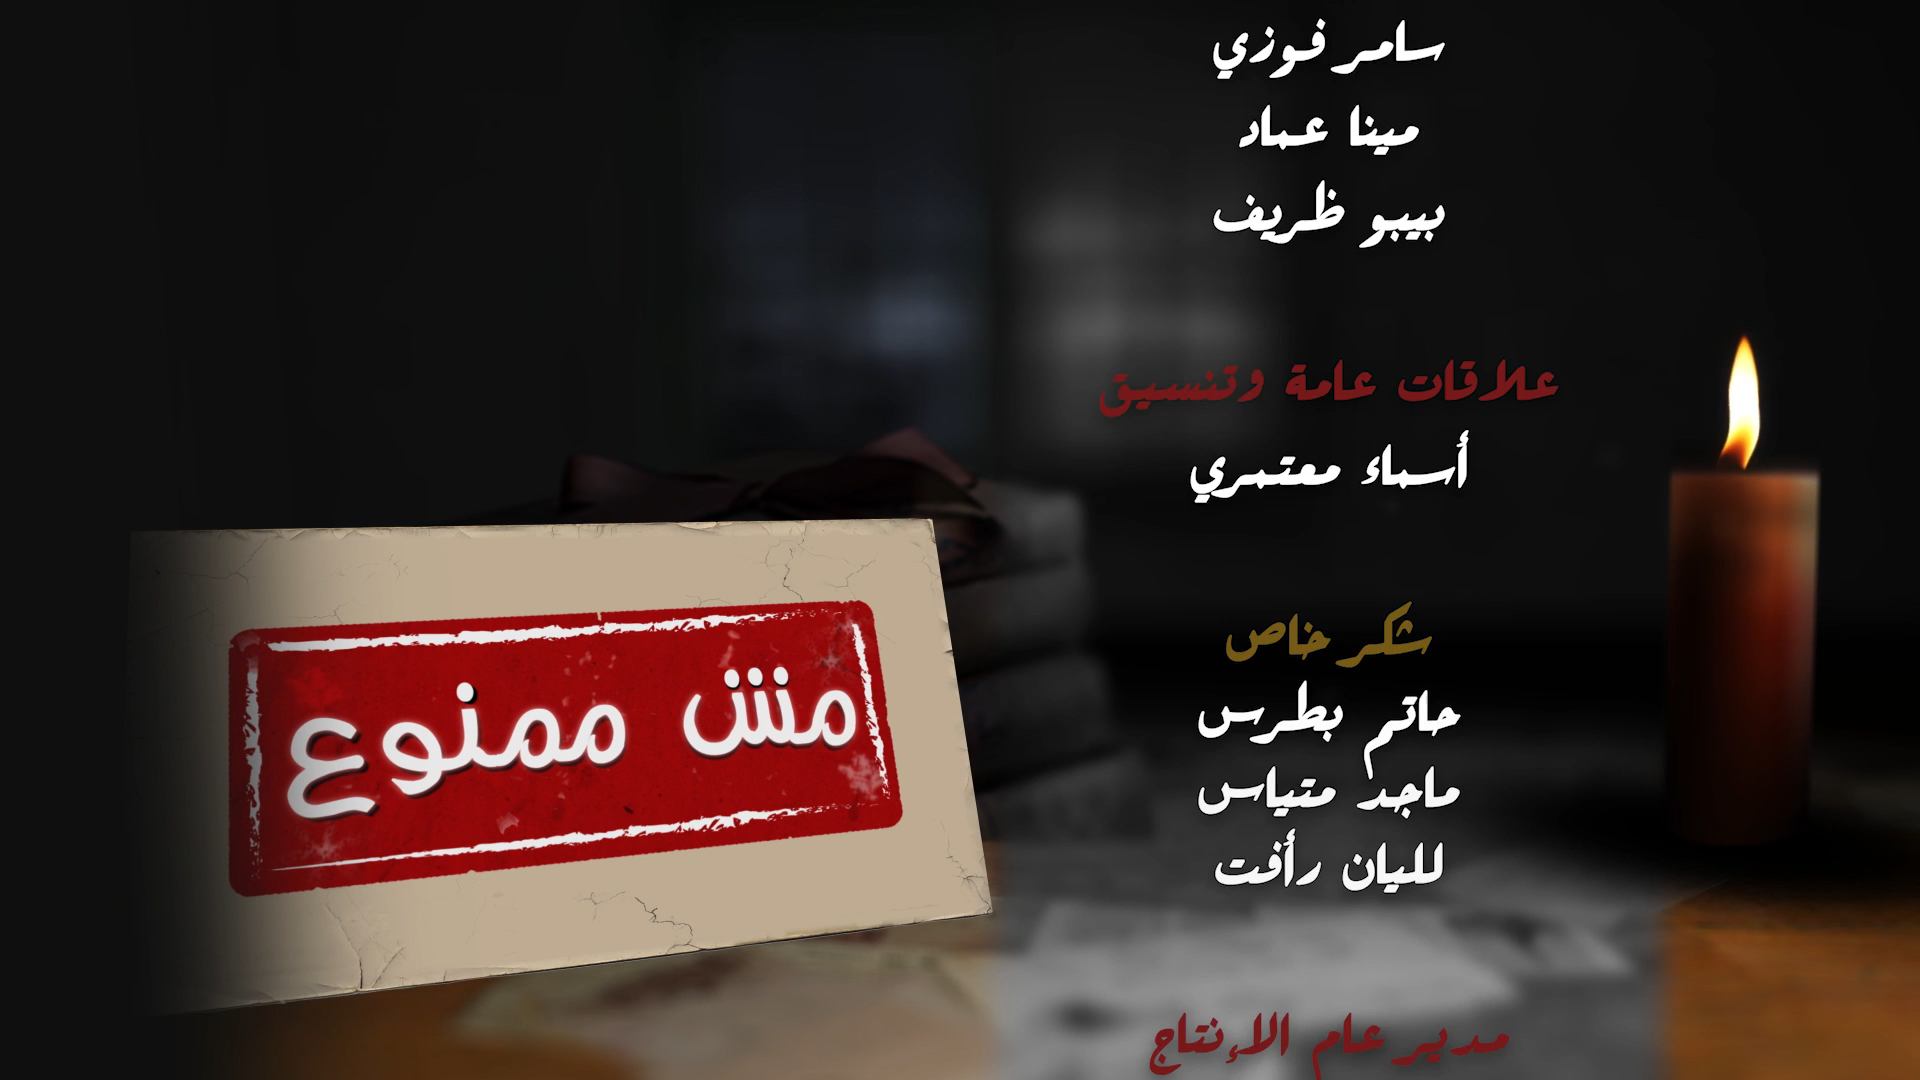 سامر فوزي
مينا عماد
بيبو ظريف
علاقات عامة وتنسيق
أسماء معتمري
شكر خاص
حاتم بطرس
ماجد متياس
لليان رأفت
مدير عام الإنتاج
مش ممنوع